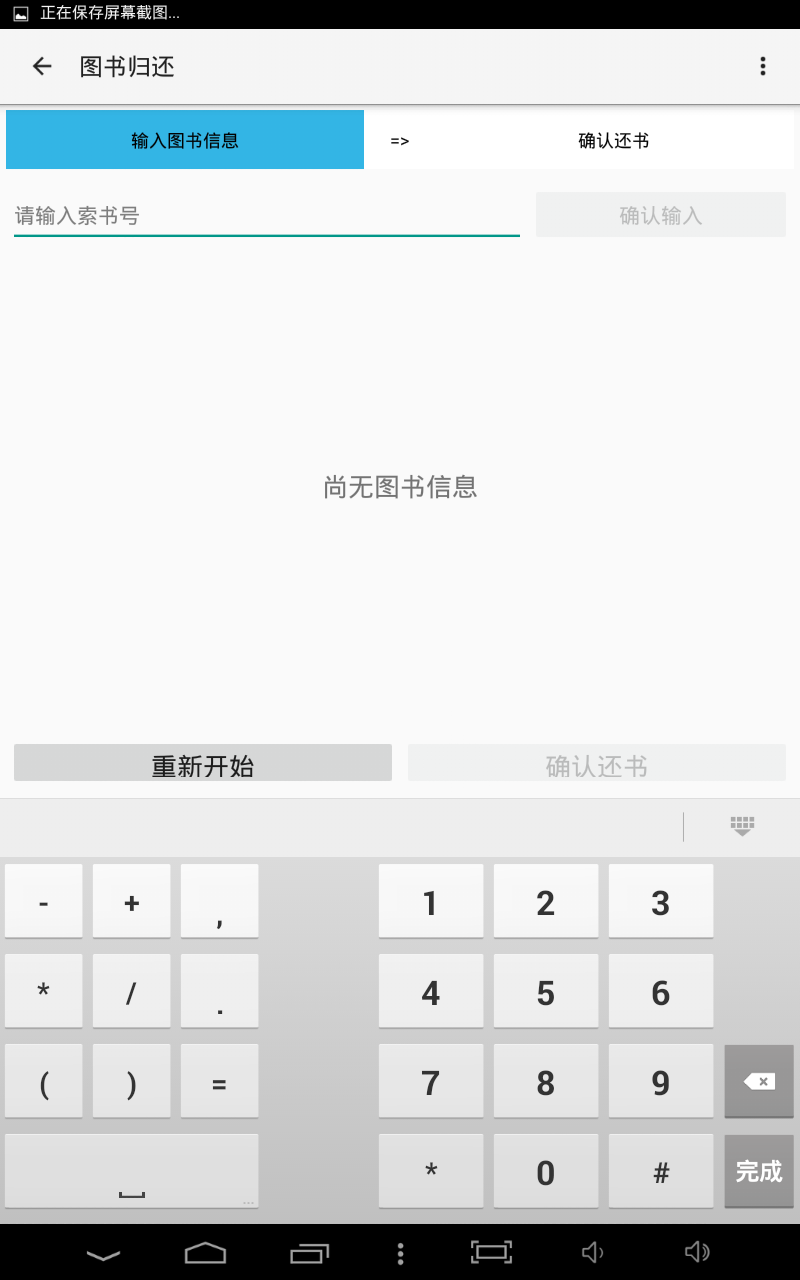 正在保存屏幕截图...
图书归还
输入图书信息 => 确认还书
请输入索书号 确认输入
尚无图书信息
重新开始 确认还书
- + , 1 2 3
* / . 4 5 6
( ) = 7 8 9
* 0 # 完成